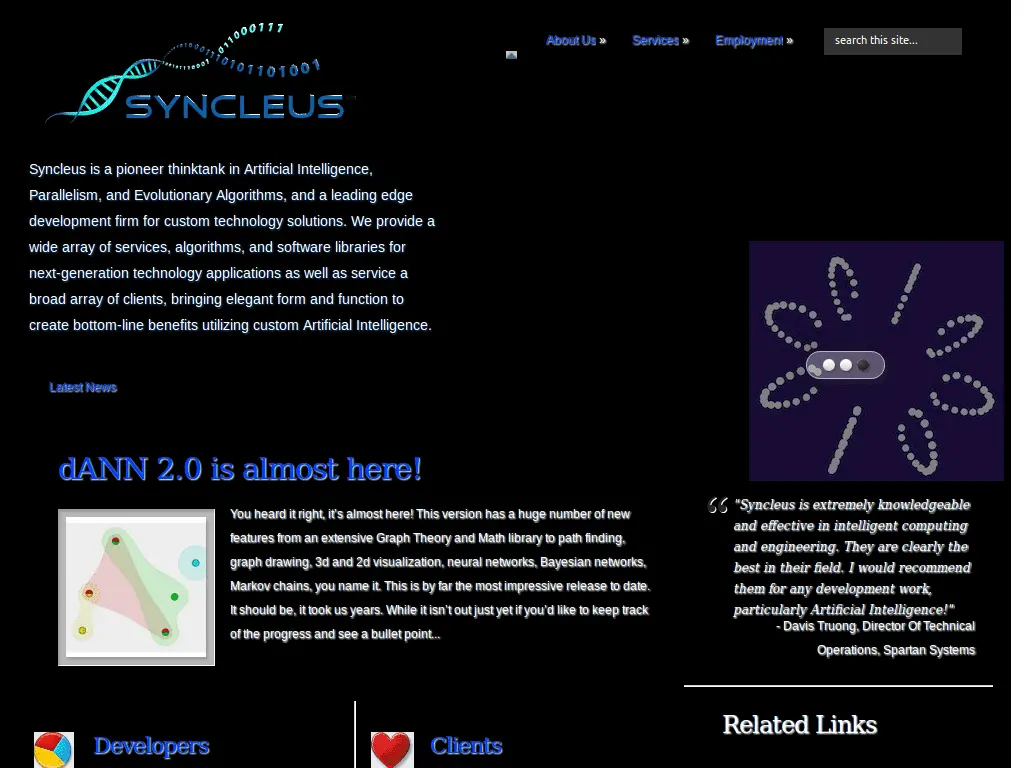 SYNCLEUS
About Us » Services » Employment » search this site...
Syncleus is a pioneer thinktank in Artificial Intelligence,
Parallelism, and Evolutionary Algorithms, and a leading edge
development firm for custom technology solutions. We provide a
wide array of services, algorithms, and software libraries for
next-generation technology applications as well as service a
broad array of clients, bringing elegant form and function to
create bottom-line benefits utilizing custom Artificial Intelligence.
Latest News
dANN 2.0 is almost here!
You heard it right, it's almost here! This version has a huge number of new
features from an extensive Graph Theory and Math library to path finding,
graph drawing, 3d and 2d visualization, neural networks, Bayesian networks,
Markov chains, you name it. This is by far the most impressive release to date.
It should be, it took us years. While it isn't out just yet if you'd like to keep track
of the progress and see a bullet point...
"Syncleus is extremely knowledgeable
and effective in intelligent computing
and engineering. They are clearly the
best in their field. I would recommend
them for any development work,
particularly Artificial Intelligence!"
- Davis Truong, Director Of Technical
Operations, Spartan Systems
Related Links
Developers
Clients